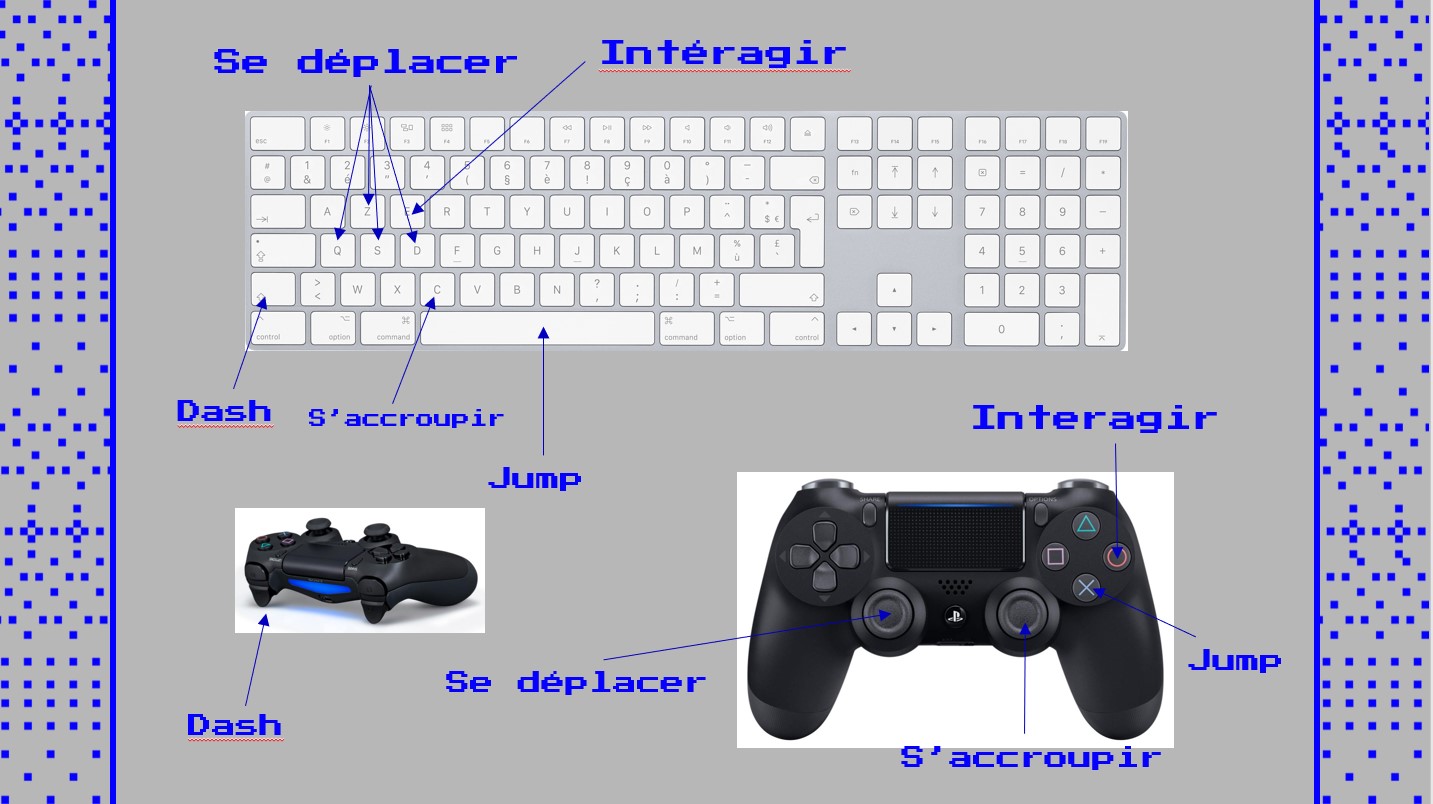 Se déplacer
Intéragir
esc F1 F2 F3 F4 F5 F6 F7 F8 F9 F10 F11 F12 F13 F14 F15 F16 F17 F18 F19
# 1 2 3 4 5 6 7 8 9 0 ° —
@ & é " ' ( § è ! ç à ) - fn = / *
A Z E R T Y U I O P ¨ ^ * $ € 7 8 9 −
Q S D F G H J K L M % ù £ ` 4 5 6 +
> < W X C V B N ? , . ; / : + = 1 2 3
control option command command option control 0 . ,
Dash
S'accroupir
Interagir
Jump
SHARE
OPTIONS
Se déplacer
Jump
Dash
S'accroupir